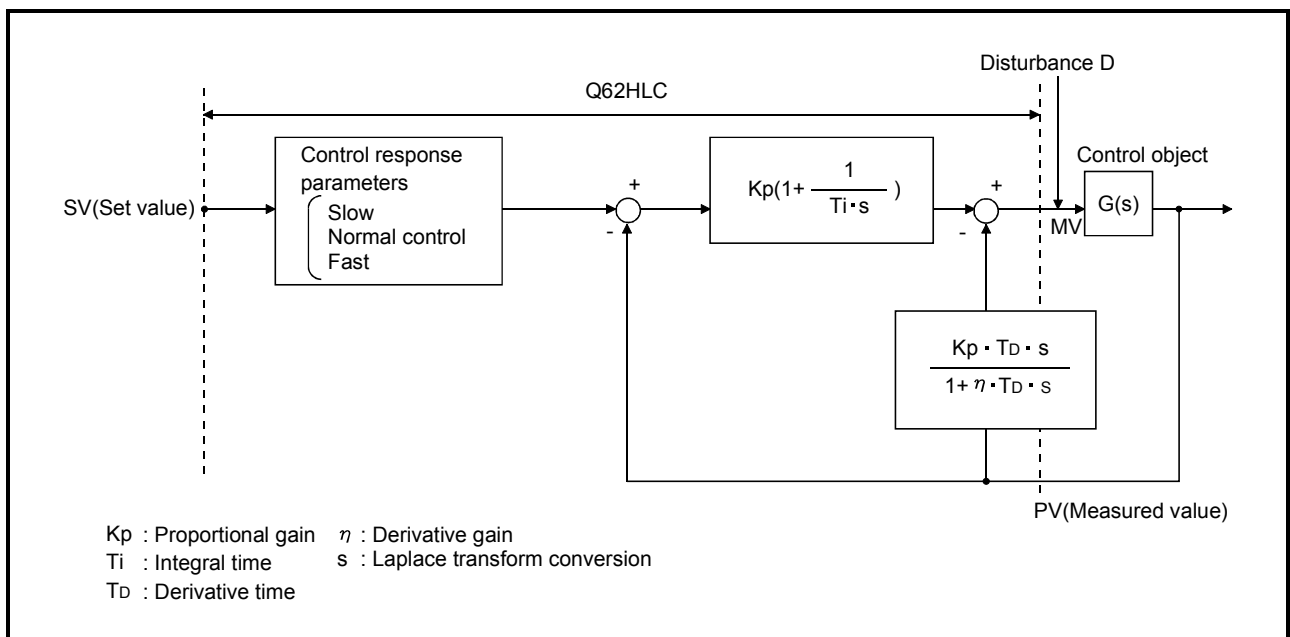 Disturbance D
Q62HLC
Control response
parameters
Slow
Normal control
Fast
SV(Set value)
+
-
Kp(1+ 1 / Ti・s )
+
-
MV
Control object
G(s)
Kp・TD・s
1+η・TD・s
PV(Measured value)
Kp : Proportional gain η : Derivative gain
Ti : Integral time s : Laplace transform conversion
TD : Derivative time